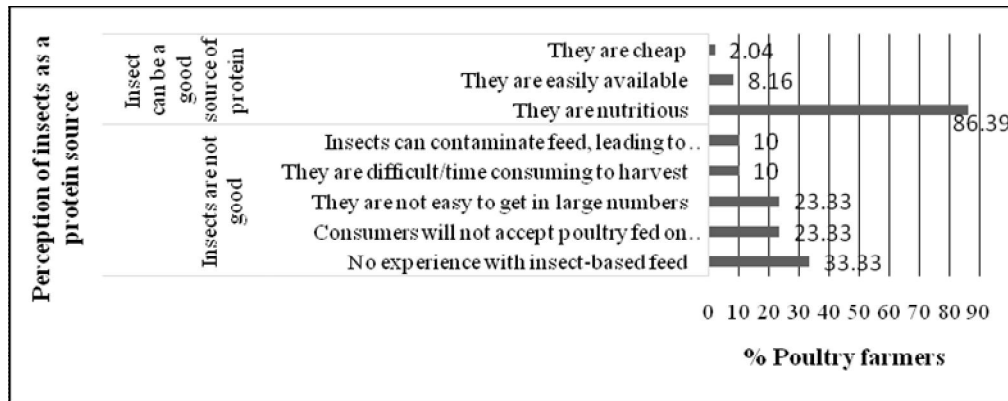 Perception of insects as a
protein source
Insect
can be a
good
source of
protein
Insects are not
good
They are cheap
2.04
They are easily available
8.16
They are nutritious
86.39
Insects can contaminate feed, leading to ..
10
They are difficult/time consuming to harvest
10
They are not easy to get in large numbers
23.33
Consumers will not accept poultry fed on ..
23.33
No experience with insect-based feed
33.33
0 10 20 30 40 50 60 70 80 90
% Poultry farmers